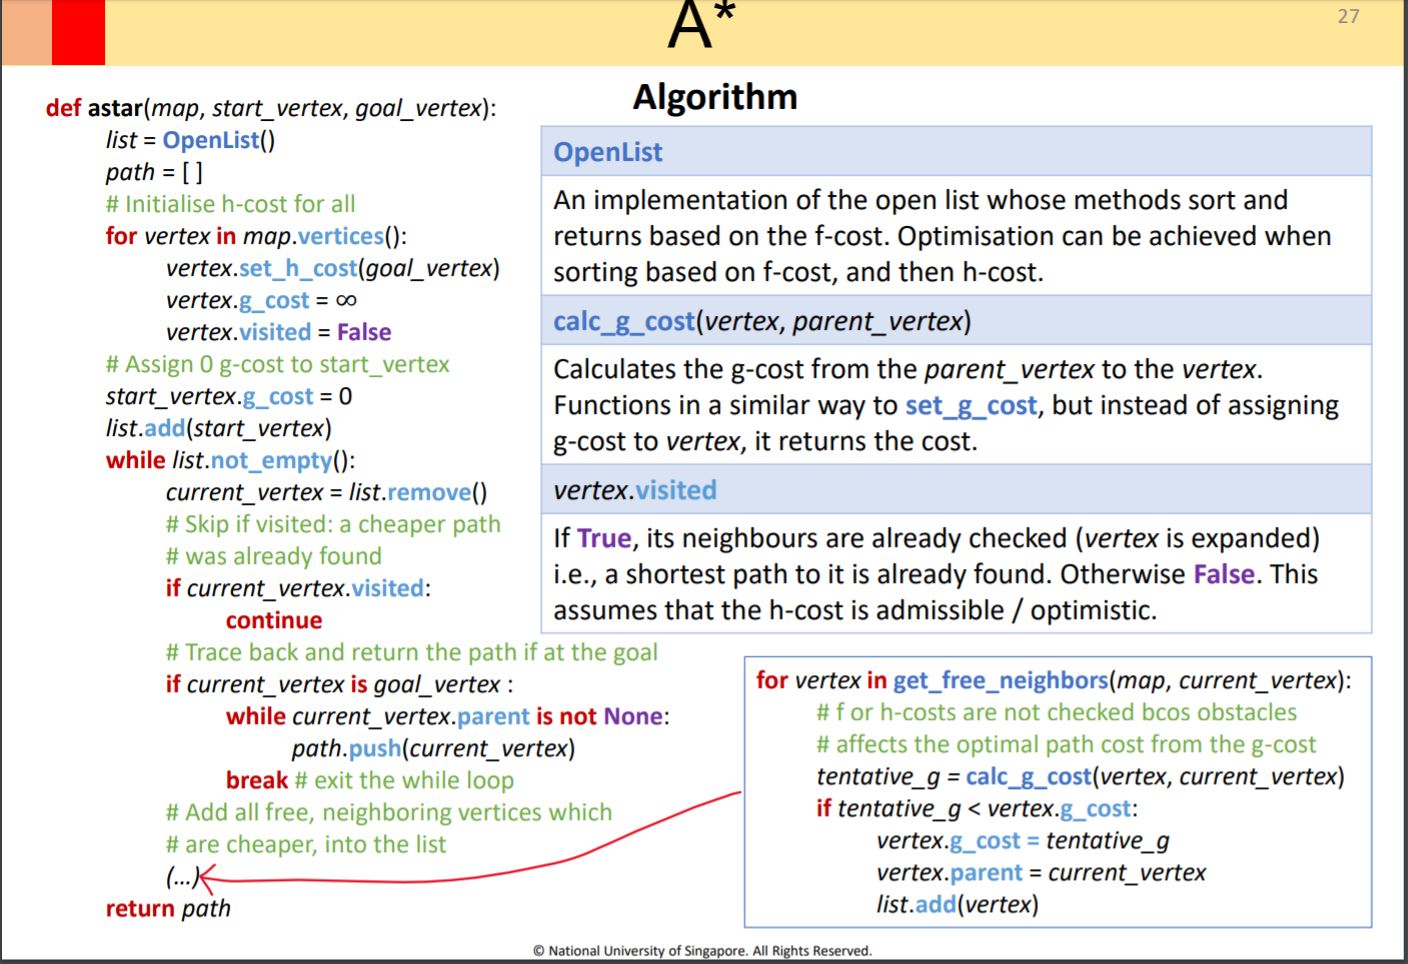 A*
27
def astar(map, start_vertex, goal_vertex):
list = OpenList()
path = [ ]
# Initialise h-cost for all
for vertex in map.vertices():
vertex.set_h_cost(goal_vertex)
vertex.g_cost = ∞
vertex.visited = False
# Assign 0 g-cost to start_vertex
start_vertex.g_cost = 0
list.add(start_vertex)
while list.not_empty():
current_vertex = list.remove()
# Skip if visited: a cheaper path
# was already found
if current_vertex.visited:
continue
# Trace back and return the path if at the goal
if current_vertex is goal_vertex :
while current_vertex.parent is not None:
path.push(current_vertex)
break # exit the while loop
# Add all free, neighboring vertices which
# are cheaper, into the list
(...)
return path
Algorithm
OpenList
An implementation of the open list whose methods sort and
returns based on the f-cost. Optimisation can be achieved when
sorting based on f-cost, and then h-cost.
calc_g_cost(vertex, parent_vertex)
Calculates the g-cost from the parent_vertex to the vertex.
Functions in a similar way to set_g_cost, but instead of assigning
g-cost to vertex, it returns the cost.
vertex.visited
If True, its neighbours are already checked (vertex is expanded)
i.e., a shortest path to it is already found. Otherwise False. This
assumes that the h-cost is admissible / optimistic.
for vertex in get_free_neighbors(map, current_vertex):
# f or h-costs are not checked bcos obstacles
# affects the optimal path cost from the g-cost
tentative_g = calc_g_cost(vertex, current_vertex)
if tentative_g < vertex.g_cost:
vertex.g_cost = tentative_g
vertex.parent = current_vertex
list.add(vertex)
© National University of Singapore. All Rights Reserved.